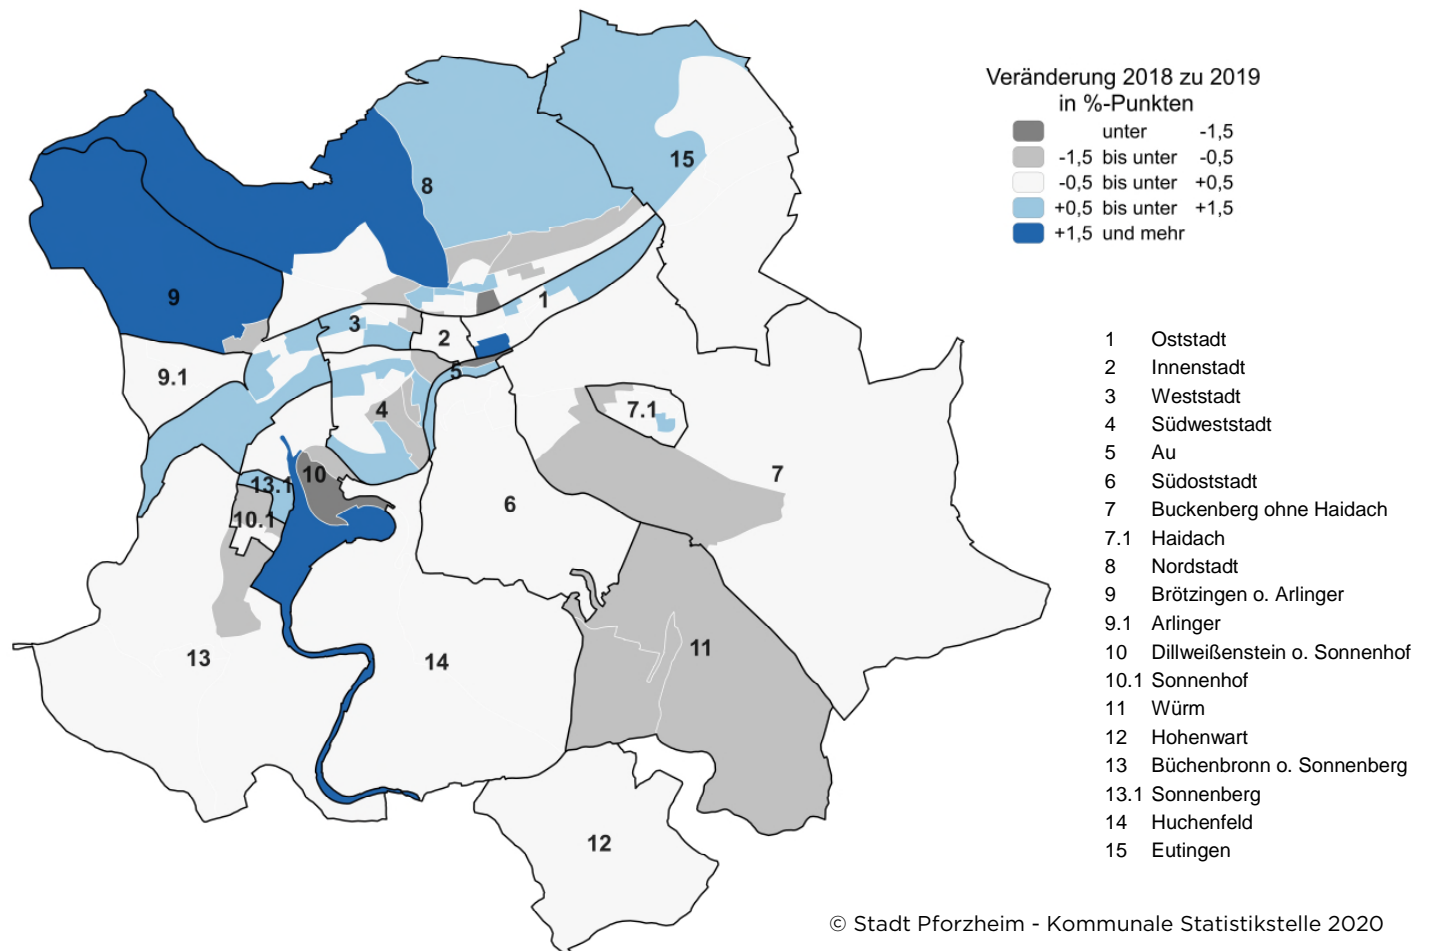 Veränderung 2018 zu 2019
in %-Punkten
unter -1,5
-1,5 bis unter -0,5
-0,5 bis unter +0,5
+0,5 bis unter +1,5
+1,5 und mehr
15
8
9
1
3
2
9.1
5
4
7.1
10
7
13.1
6
10.1
11
13
14
12
1 Oststadt
2 Innenstadt
3 Weststadt
4 Südweststadt
5 Au
6 Südoststadt
7 Buckenberg ohne Haidach
7.1 Haidach
8 Nordstadt
9 Brötzingen o. Arlinger
9.1 Arlinger
10 Dillweißenstein o. Sonnenhof
10.1 Sonnenhof
11 Würm
12 Hohenwart
13 Büchenbronn o. Sonnenberg
13.1 Sonnenberg
14 Huchenfeld
15 Eutingen
© Stadt Pforzheim - Kommunale Statistikstelle 2020